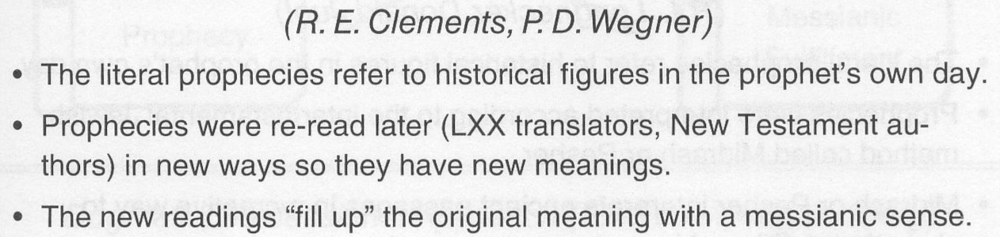 (R. E. Clements, P. D. Wegner)
• The literal prophecies refer to historical figures in the prophet's own day.
• Prophecies were re-read later (LXX translators, New Testament au-
thors) in new ways so they have new meanings.
• The new readings “fill up” the original meaning with a messianic sense.